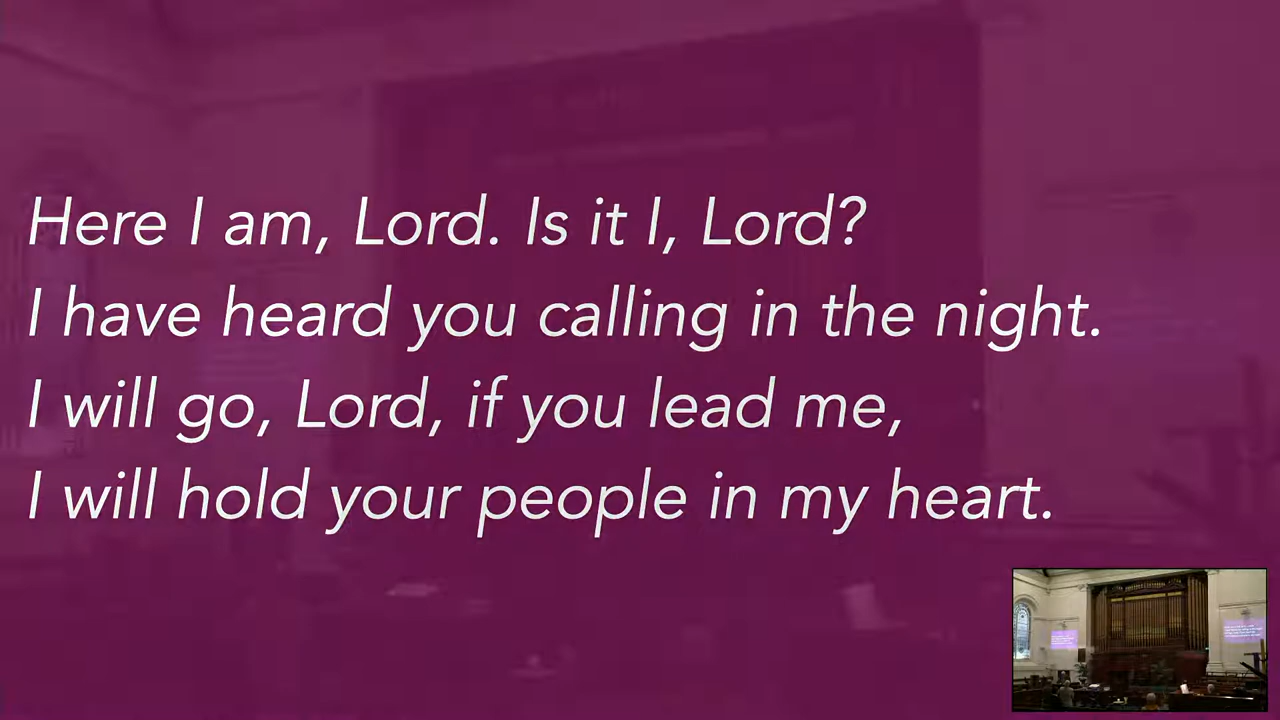 Here I am, Lord. Is it I, Lord?
I have heard you calling in the night.
I will go, Lord, if you lead me,
I will hold your people in my heart.